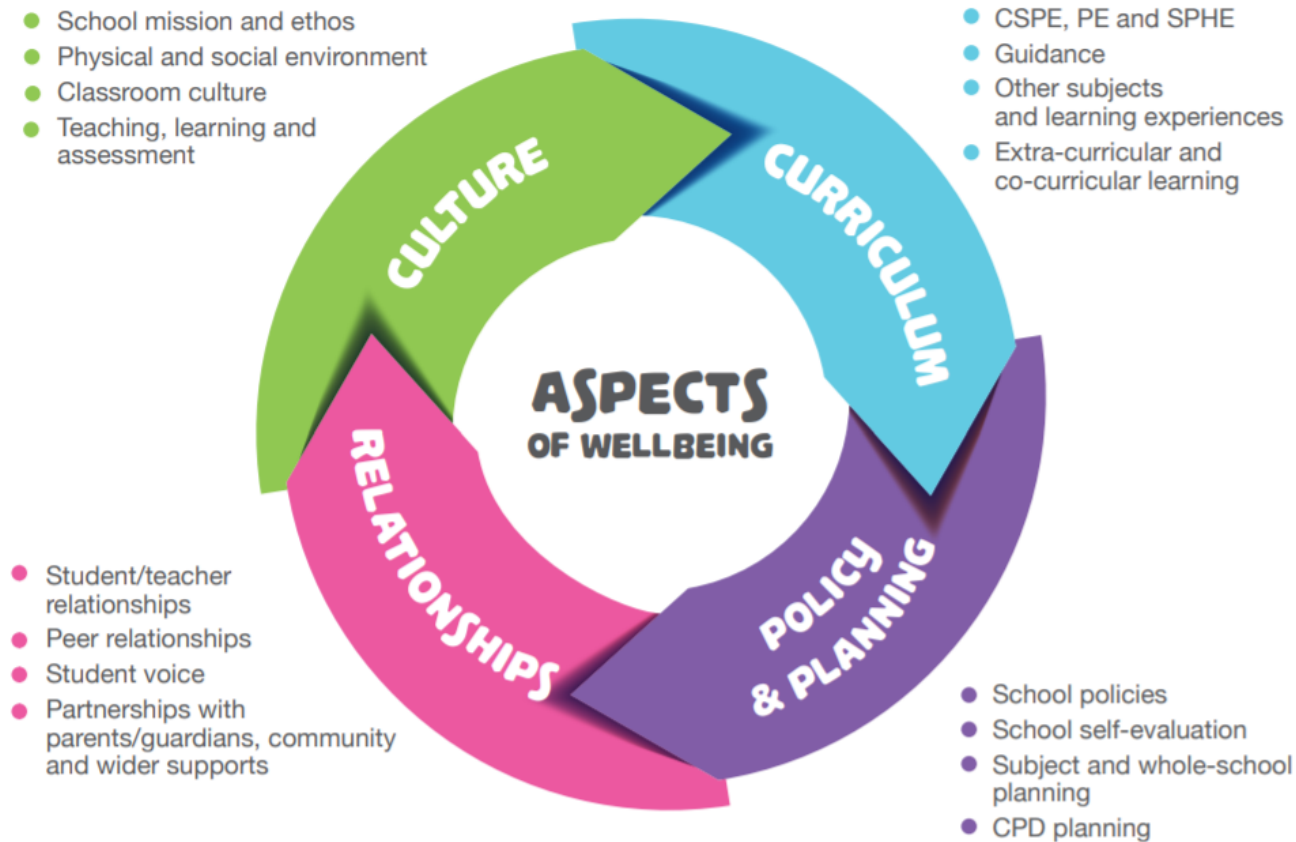 School mission and ethos
Physical and social environment
Classroom culture
Teaching, learning and
assessment
CSPE, PE and SPHE
Guidance
Other subjects
and learning experiences
Extra-curricular and
co-curricular learning
CULTURE
CURRICULUM
ASPECTS
OF WELLBEING
RELATIONSHIPS
POLICY
& PLANNING
Student/teacher
relationships
Peer relationships
Student voice
Partnerships with
parents/guardians, community
and wider supports
School policies
School self-evaluation
Subject and whole-school
planning
CPD planning